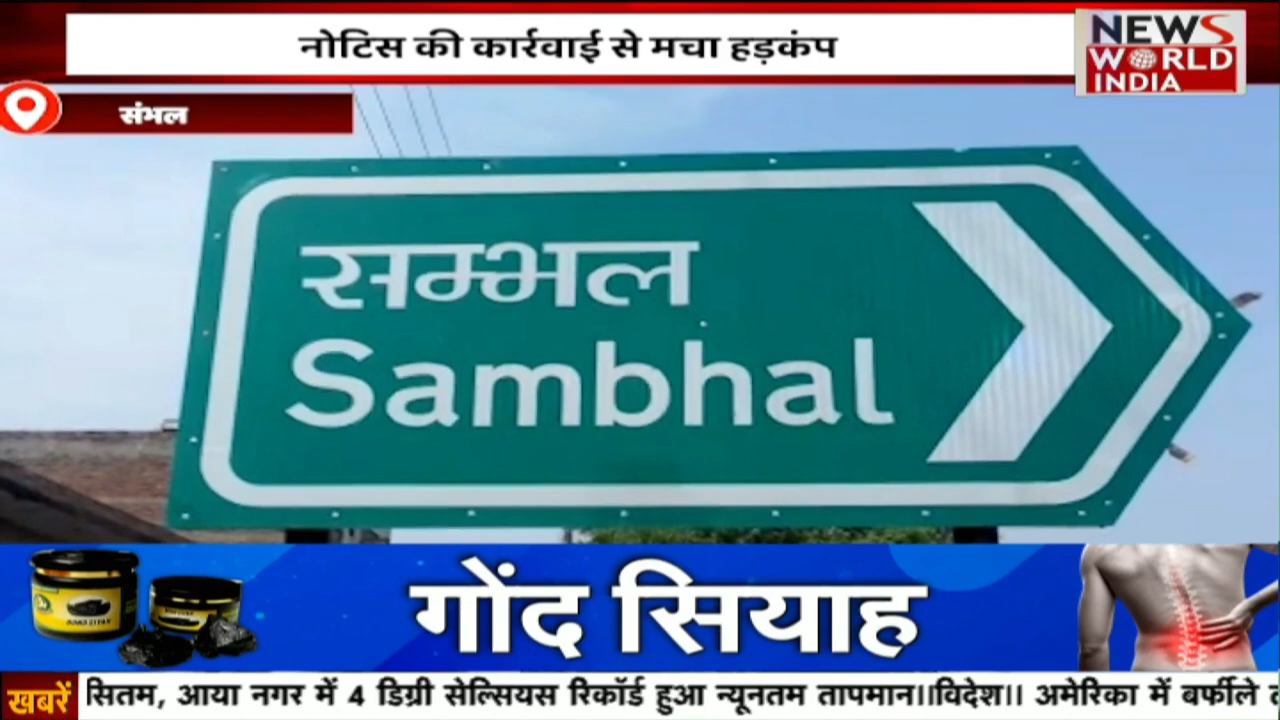 नोटिस की कार्रवाई से मचा हड़कंप
NEWS
WORLD
INDIA
संभल
सम्भल
Sambhal
गोंद सियाह
खबरें
सितम, आया नगर में 4 डिग्री सेल्सियस रिकॉर्ड हुआ न्यूनतम तापमान।।विदेश।। अमेरिका में बर्फीले